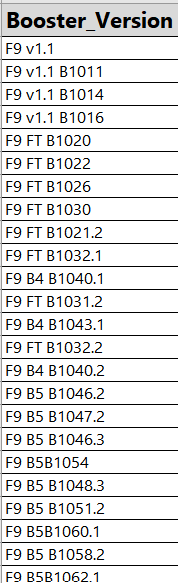 Booster_Version
F9 v1.1
F9 v1.1 B1011
F9 v1.1 B1014
F9 v1.1 B1016
F9 FT B1020
F9 FT B1022
F9 FT B1026
F9 FT B1030
F9 FT B1021.2
F9 FT B1032.1
F9 B4 B1040.1
F9 FT B1031.2
F9 B4 B1043.1
F9 FT B1032.2
F9 B4 B1040.2
F9 B5 B1046.2
F9 B5 B1047.2
F9 B5 B1046.3
F9 B5B1054
F9 B5 B1048.3
F9 B5 B1051.2
F9 B5B1060.1
F9 B5 B1058.2
F9 B5B1062.1